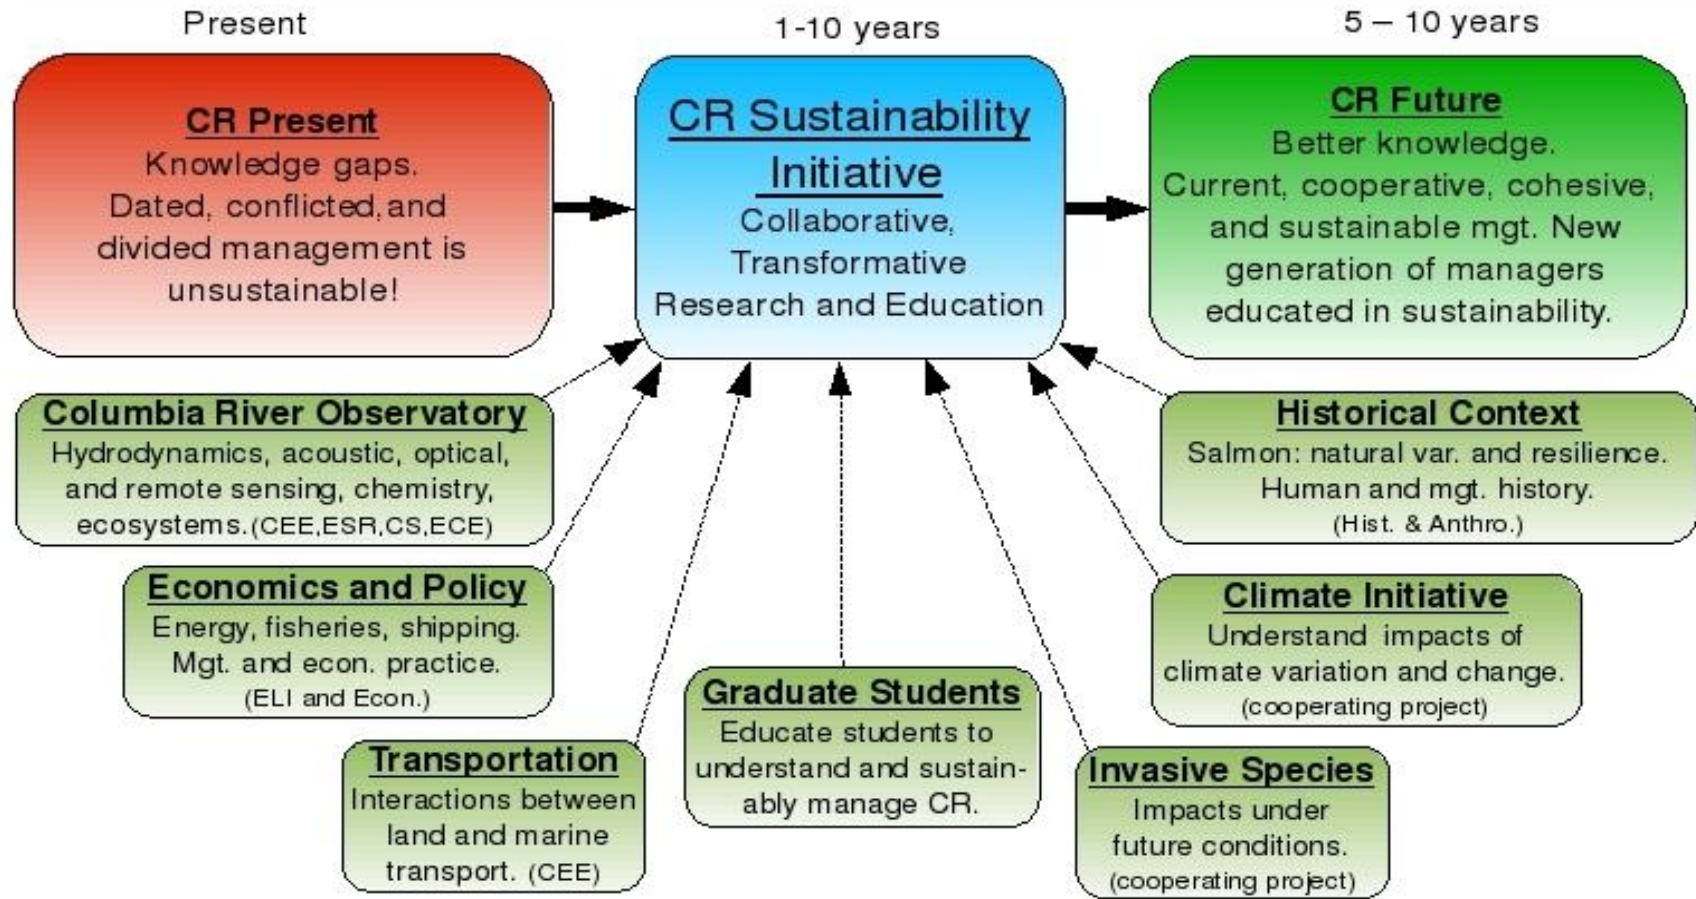 Present
1-10 years
5 – 10 years
CR Present
Knowledge gaps.
Dated, conflicted, and
divided management is
unsustainable!
CR Sustainability
Initiative
Collaborative,
Transformative
Research and Education
CR Future
Better knowledge.
Current, cooperative, cohesive,
and sustainable mgt. New
generation of managers
educated in sustainability.
Columbia River Observatory
Hydrodynamics, acoustic, optical,
and remote sensing, chemistry,
ecosystems.(CEE,ESR,CS,ECE)
Historical Context
Salmon: natural var. and resilience.
Human and mgt. history.
(Hist. & Anthro.)
Economics and Policy
Energy, fisheries, shipping.
Mgt. and econ. practice.
(ELI and Econ.)
Climate Initiative
Understand impacts of
climate variation and change.
(cooperating project)
Transportation
Interactions between
land and marine
transport. (CEE)
Graduate Students
Educate students to
understand and sustain-
ably manage CR.
Invasive Species
Impacts under
future conditions.
(cooperating project)